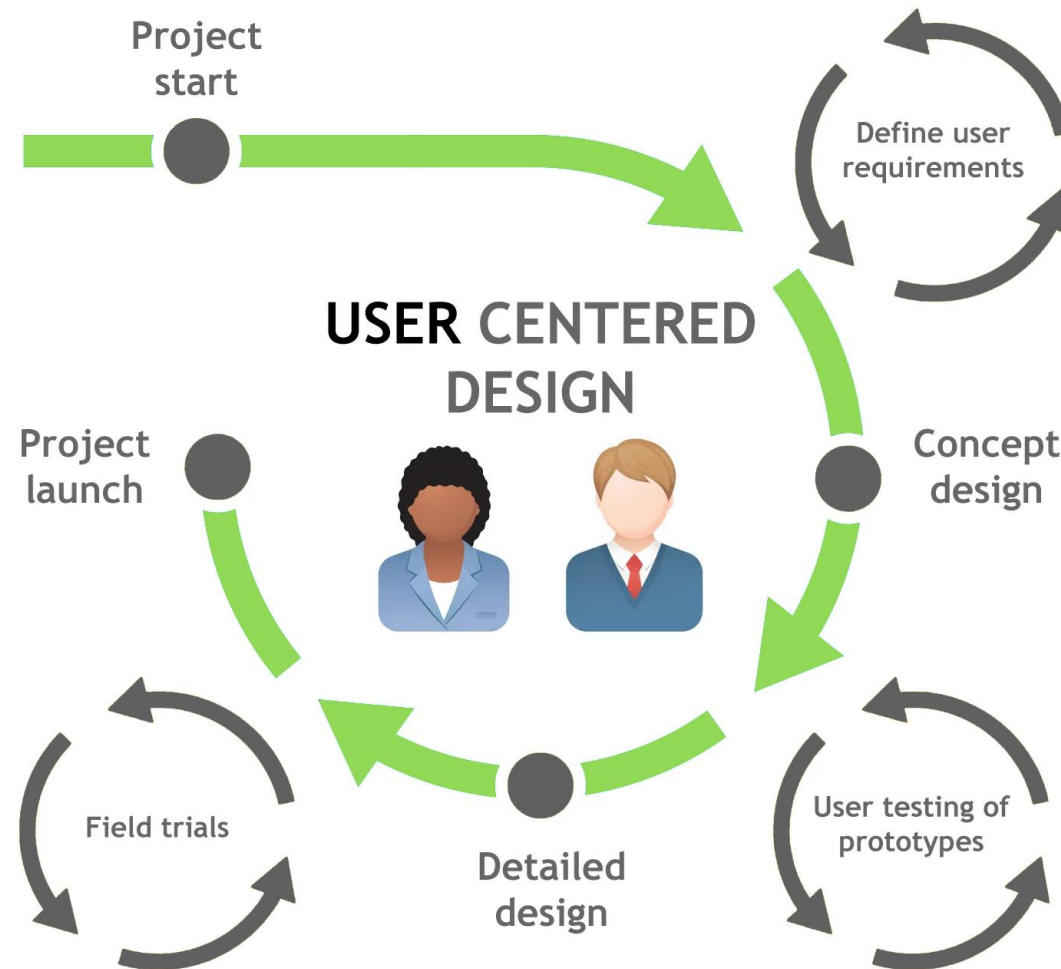 Project
start
Define user
requirements
USER CENTERED
DESIGN
Project
launch
Concept
design
Field trials
User testing of
prototypes
Detailed
design